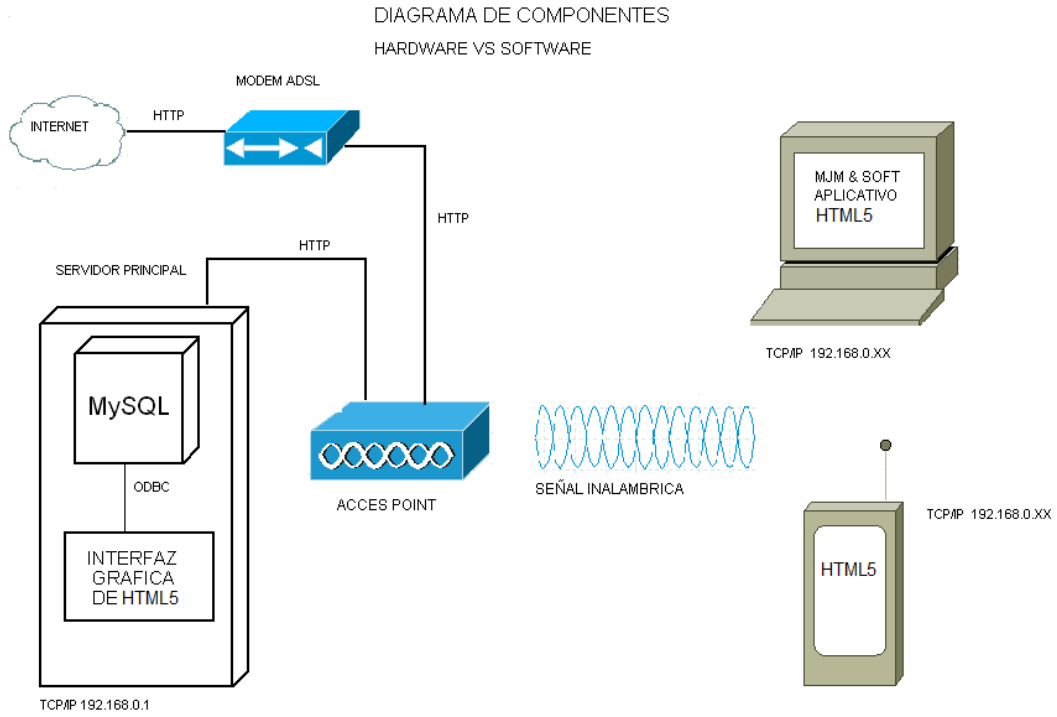 DIAGRAMA DE COMPONENTES
HARDWARE VS SOFTWARE
MODEM ADSL
INTERNET
HTTP
HTTP
HTTP
SERVIDOR PRINCIPAL
MySQL
ODBC
INTERFAZ
GRAFICA
DE HTML5
TCP/IP 192.168.0.1
ACCES POINT
SEÑAL INALAMBRICA
MJM & SOFT
APLICATIVO
HTML5
TCP/IP 192.168.0.XX
TCP/IP 192.168.0.XX
HTML5